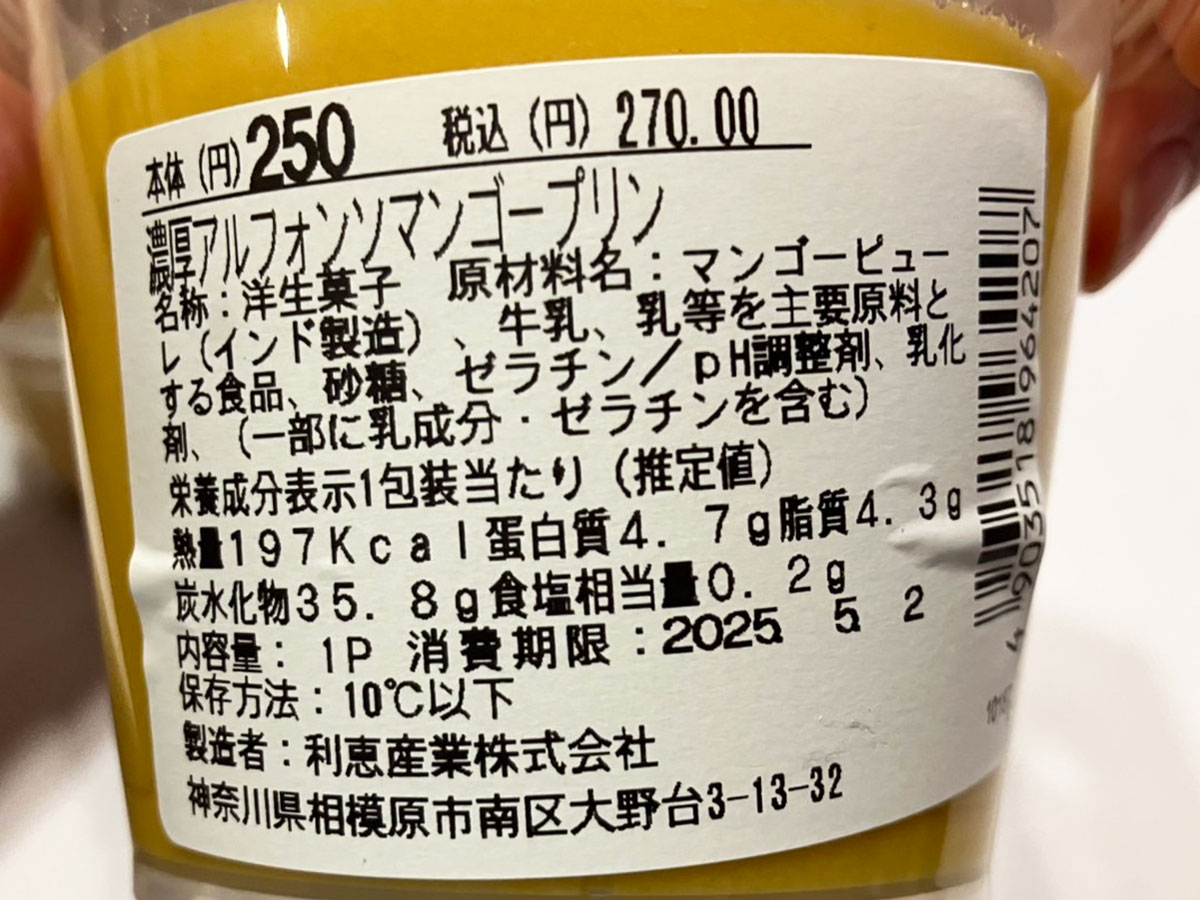 本体(円)250 税込(円)270.00
濃厚アルフォンソマンゴープリン
名称:洋生菓子 原材料名:マンゴーピュー
レ(インド製造)、牛乳、乳等を主要原料と
する食品、砂糖、ゼラチン/pH調整剤、乳化
剤、(一部に乳成分・ゼラチンを含む)
栄養成分表示1包装当たり(推定値)
熱量197Kcal蛋白質4.7g脂質4.3g
炭水化物35.8g食塩相当量0.2g
内容量:1P 消費期限:2025. 5. 2
保存方法:10℃以下
製造者:利恵産業株式会社
神奈川県相模原市南区大野台3-13-32
4903518964207